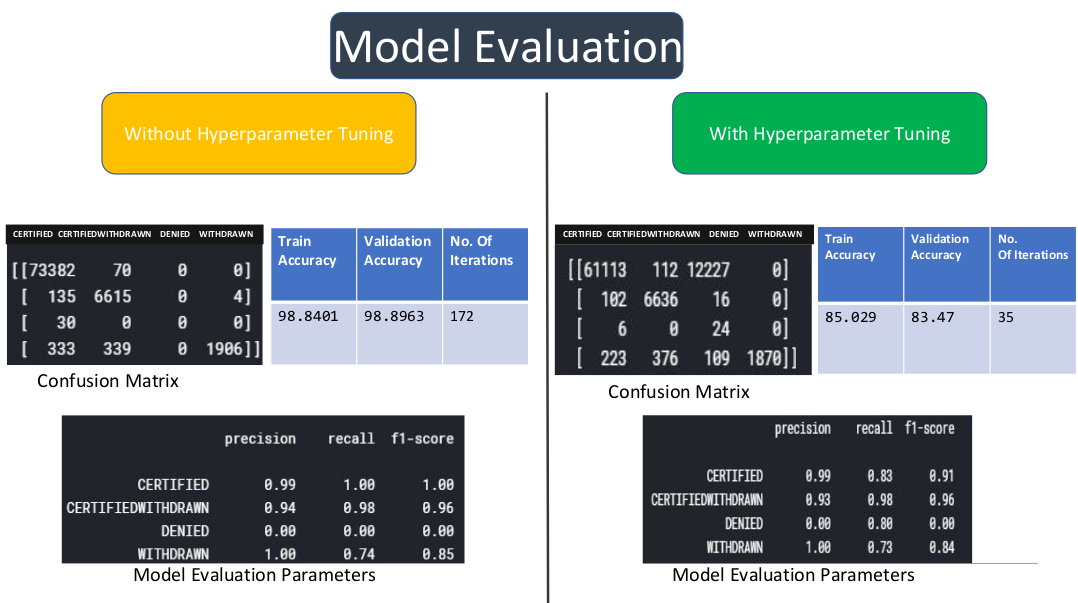 Model Evaluation
Without Hyperparameter Tuning
CERTIFIED CERTIFIEDWITHDRAWN DENIED WITHDRAWN
[[73382 70 0 0]
[ 135 6615 0 4]
[ 30 0 0 0]
[ 333 339 0 1906]]
Confusion Matrix
Train Accuracy Validation Accuracy No. Of Iterations
98.8401 98.8963 172
precision recall f1-score
CERTIFIED 0.99 1.00 1.00
CERTIFIEDWITHDRAWN 0.94 0.98 0.96
DENIED 0.00 0.00 0.00
WITHDRAWN 1.00 0.74 0.85
Model Evaluation Parameters
With Hyperparameter Tuning
CERTIFIED CERTIFIEDWITHDRAWN DENIED WITHDRAWN
[[61113 112 12227 0]
[ 102 6636 16 0]
[ 6 0 24 0]
[ 223 376 109 1870]]
Confusion Matrix
Train Accuracy Validation Accuracy No. Of Iterations
85.029 83.47 35
precision recall f1-score
CERTIFIED 0.99 0.83 0.91
CERTIFIEDWITHDRAWN 0.93 0.98 0.96
DENIED 0.00 0.80 0.00
WITHDRAWN 1.00 0.73 0.84
Model Evaluation Parameters